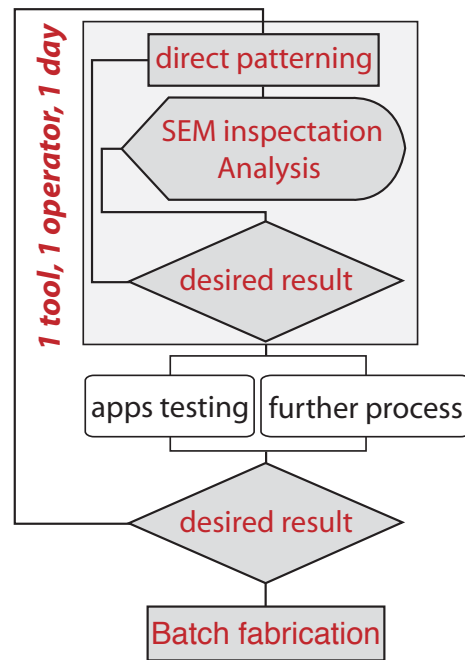 1 tool, 1 operator, 1 day
direct patterning
SEM inspectation
Analysis
desired result
apps testing
further process
desired result
Batch fabrication